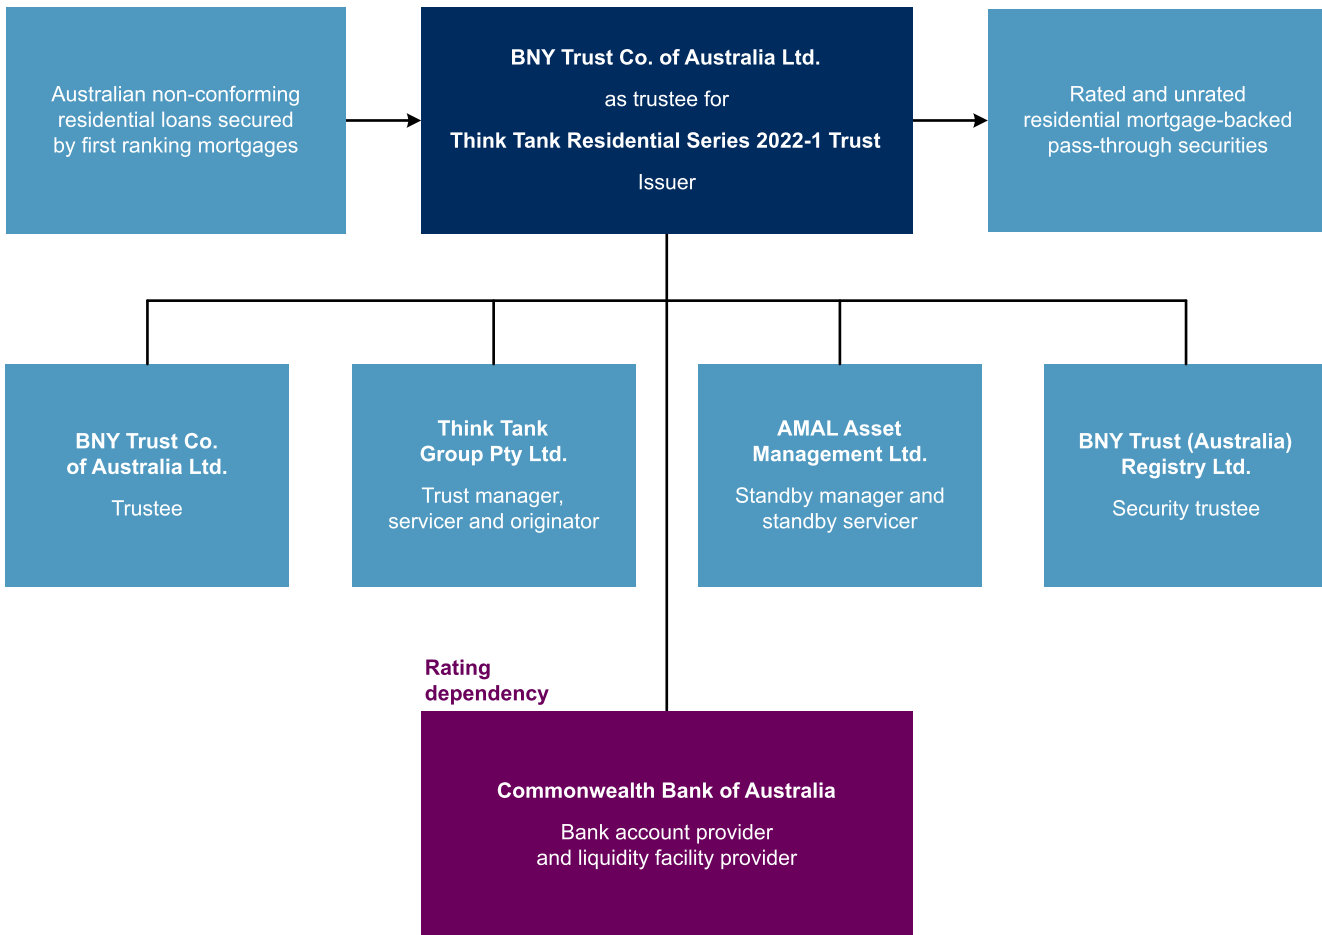 Australian non-conforming
residential loans secured
by first ranking mortgages
BNY Trust Co. of Australia Ltd.
as trustee for
Think Tank Residential Series 2022-1 Trust
Issuer
Rated and unrated
residential mortgage-backed
pass-through securities
BNY Trust Co.
of Australia Ltd.
Trustee
Think Tank
Group Pty Ltd.
Trust manager,
servicer and originator
AMAL Asset
Management Ltd.
Standby manager and
standby servicer
BNY Trust (Australia)
Registry Ltd.
Security trustee
Rating
dependency
Commonwealth Bank of Australia
Bank account provider
and liquidity facility provider